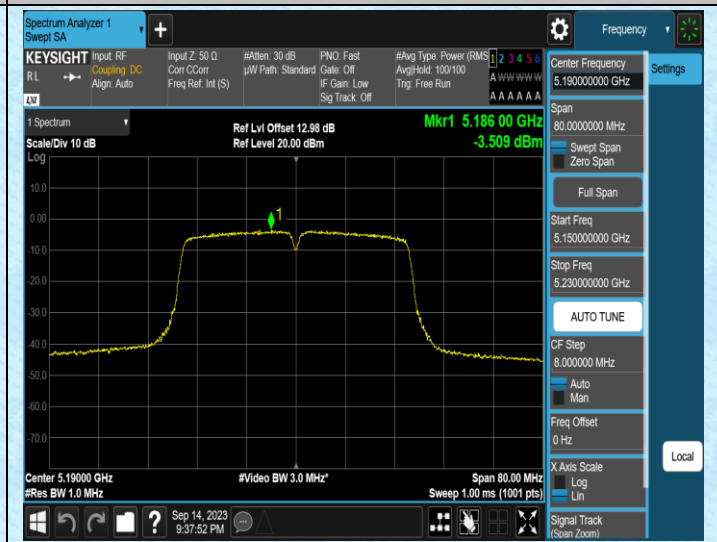 Spectrum Analyzer 1
Swept SA
+
Frequency
KEYSIGHT
RL
LXI
Input: RF
Coupling: DC
Align: Auto
Input Z: 50 Ω
Corr CCorr
Freq Ref: Int (S)
#Atten: 30 dB
µW Path: Standard
PNO: Fast
Gate: Off
IF Gain: Low
Sig Track: Off
#Avg Type: Power (RMS
Avg|Hold: 100/100
Trig: Free Run
1 2 3 4 5 6
A W W W W W
A A A A A A
1 Spectrum
Scale/Div 10 dB
Log
Ref Lvl Offset 12.98 dB
Ref Level 20.00 dBm
Mkr1 5.186 00 GHz
-3.509 dBm
10.0
0.00
-10.0
-20.0
-30.0
-40.0
-50.0
-60.0
-70.0
1
Center 5.19000 GHz
#Res BW 1.0 MHz
#Video BW 3.0 MHz*
Span 80.00 MHz
Sweep 1.00 ms (1001 pts)
Center Frequency
5.190000000 GHz
Span
80.0000000 MHz
Swept Span
Zero Span
Full Span
Start Freq
5.150000000 GHz
Stop Freq
5.230000000 GHz
AUTO TUNE
CF Step
8.000000 MHz
Auto
Man
Freq Offset
0 Hz
X Axis Scale
Log
Lin
Signal Track
(Span Zoom)
Settings
Local
?
Sep 14, 2023
9:37:52 PM